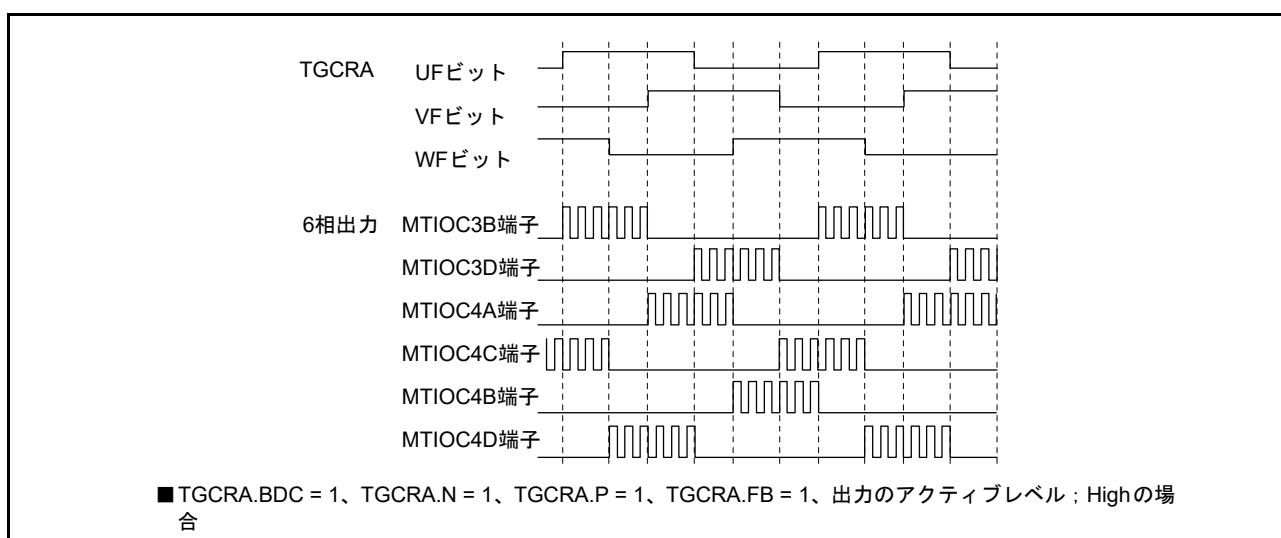 TGCRA UFビット
VFビット
WFビット
6相出力 MTIOC3B端子
MTIOC3D端子
MTIOC4A端子
MTIOC4C端子
MTIOC4B端子
MTIOC4D端子
■TGCRA.BDC = 1、TGCRA.N = 1、TGCRA.P = 1、TGCRA.FB = 1、出力のアクティブレベル；Highの場
合